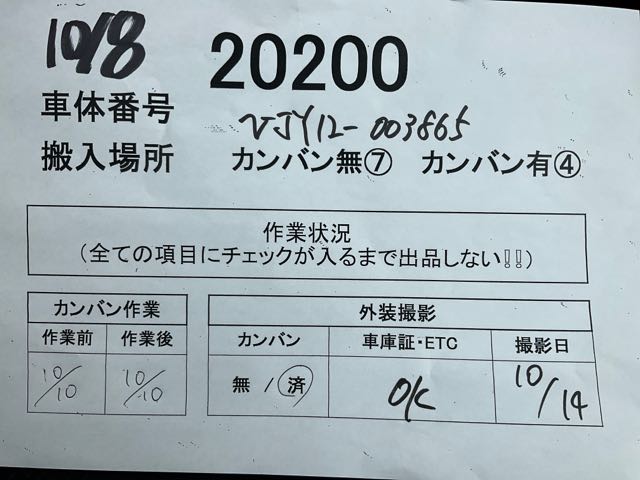 10/8
20200
車体番号 VJY12-003865
搬入場所 カンバン無⑦ カンバン有④
作業状況
(全ての項目にチェックが入るまで出品しない!!)
カンバン作業 外装撮影
作業前 作業後 カンバン 車庫証・ETC 撮影日
10/10 10/10 無 / 済 O/C 10/14